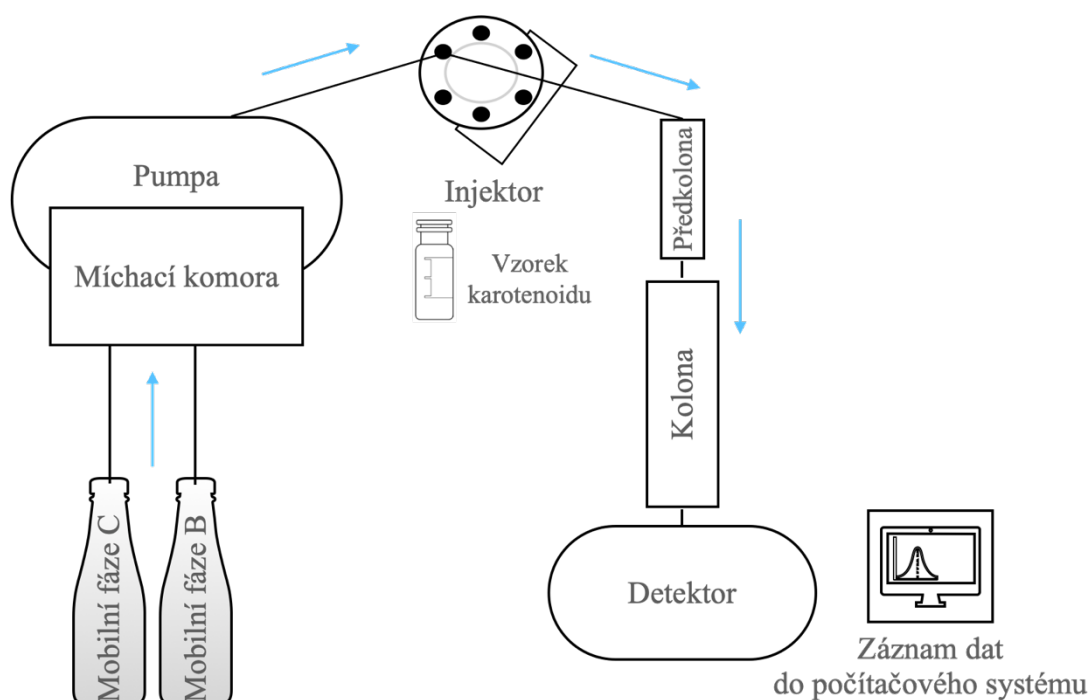 Pumpa
Míchací komora
Mobilní fáze C
Mobilní fáze B
Injektor
Vzorek
karotenoidu
Předkolona
Kolona
Detektor
Záznam dat
do počítačového systému